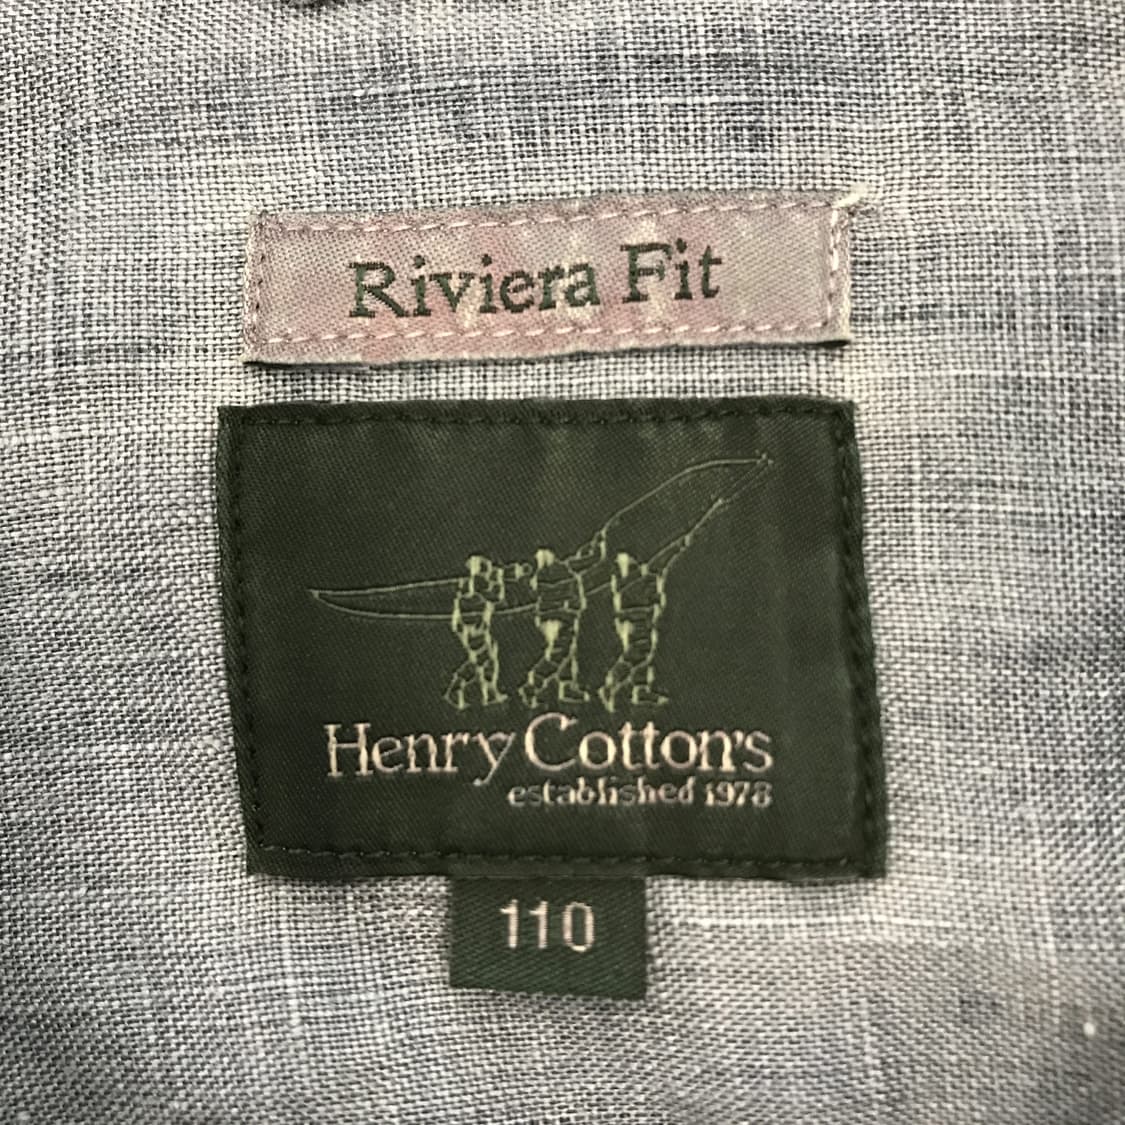 Riviera Fit
Henry Cotton's
established 1978
110